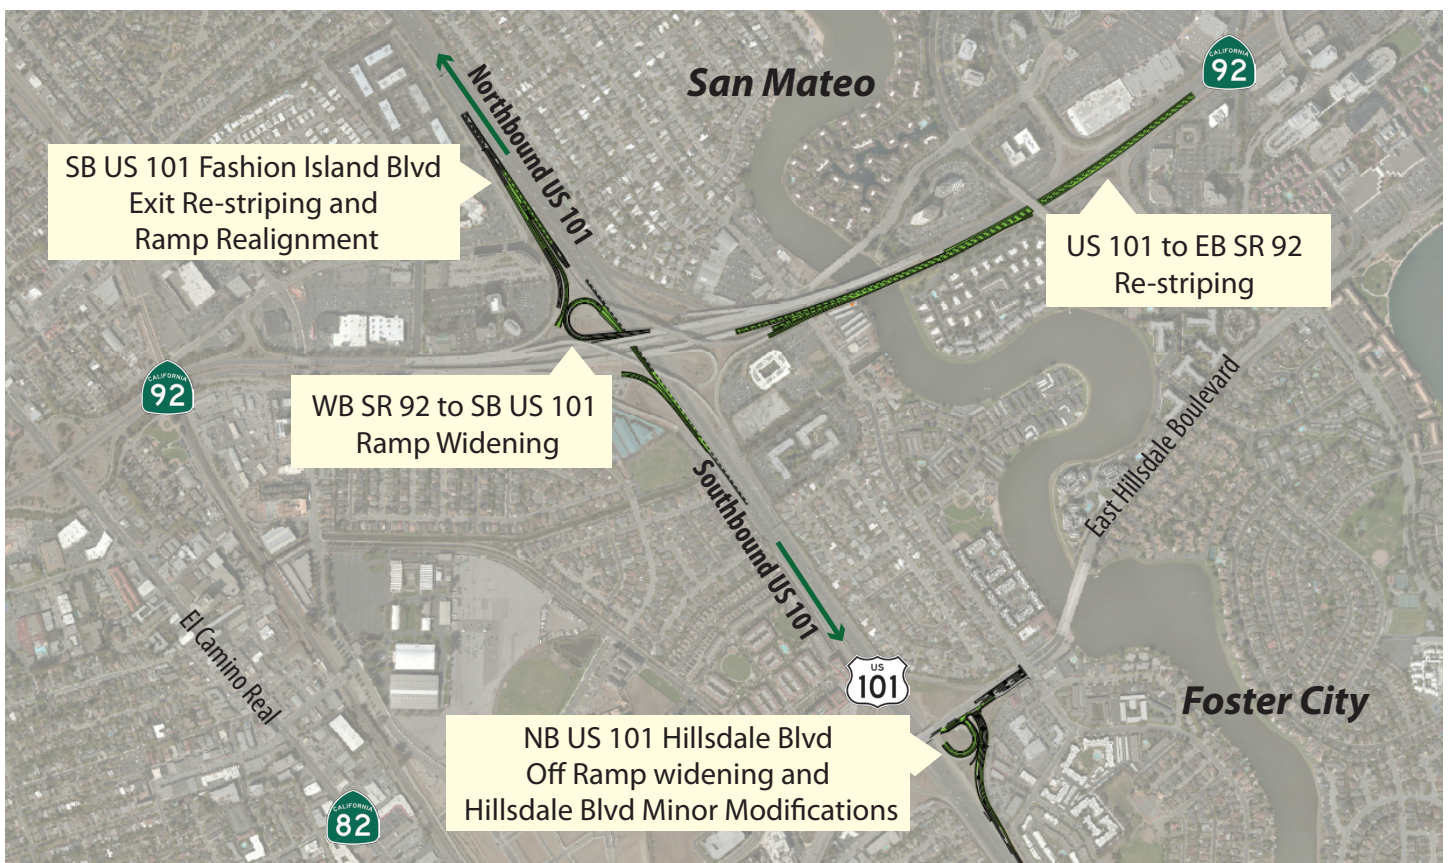 CALIFORNIA
92
San Mateo
Northbound US 101
SB US 101 Fashion Island Blvd
Exit Re-striping and
Ramp Realignment
US 101 to EB SR 92
Re-striping
CALIFORNIA
92
WB SR 92 to SB US 101
Ramp Widening
East Hillsdale Boulevard
Southbound US 101
El Camino Real
US
101
Foster City
NB US 101 Hillsdale Blvd
Off Ramp widening and
Hillsdale Blvd Minor Modifications
CALIFORNIA
82